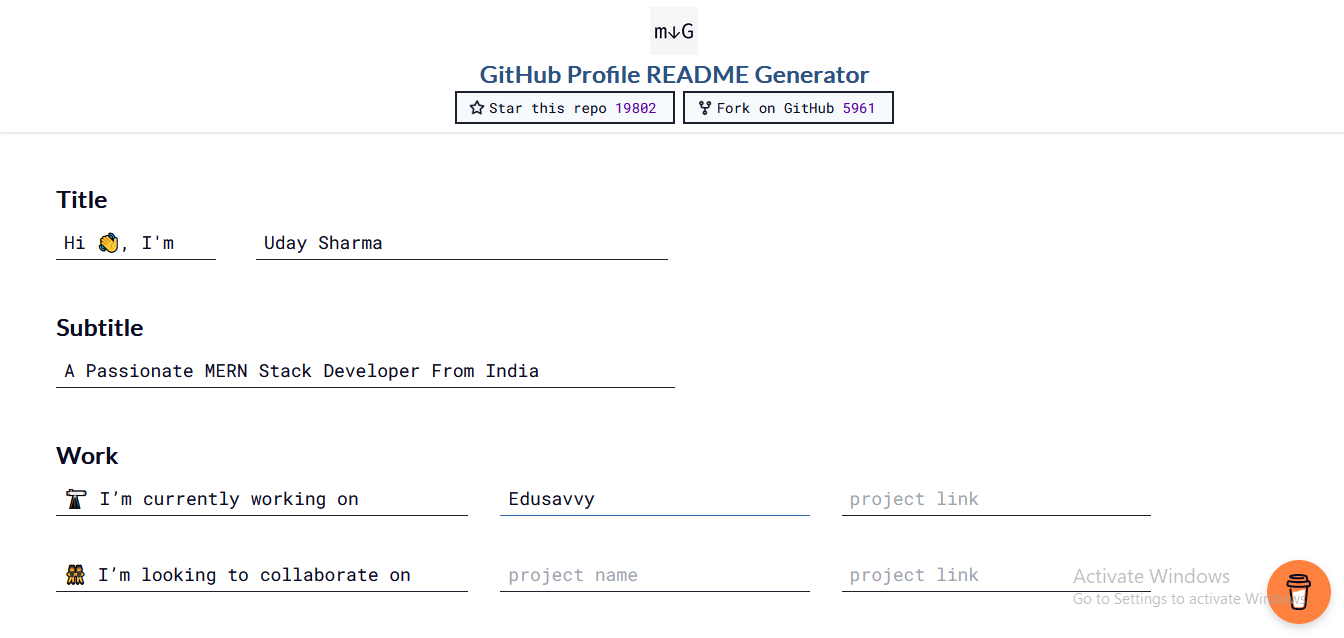 m↓G
GitHub Profile README Generator
Star this repo 19802 Fork on GitHub 5961
Title
Hi 👋, I'm Uday Sharma
Subtitle
A Passionate MERN Stack Developer From India
Work
🔭 I’m currently working on Edusavvy project link
👯 I’m looking to collaborate on project name project link
Activate Windows
Go to Settings to activate Windows.